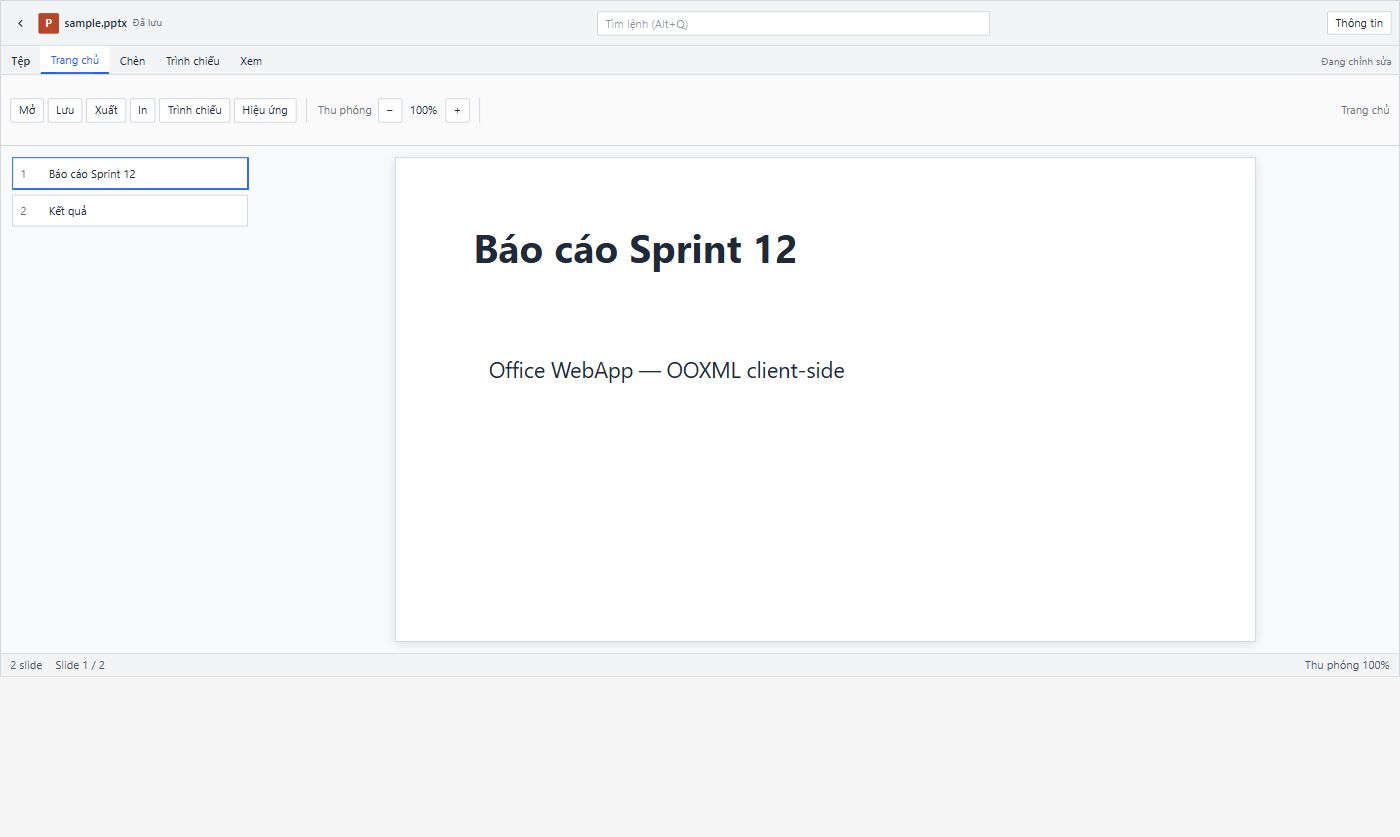 P sample.pptx Đã lưu
Tìm lệnh (Alt+Q)
Thông tin
Tệp Trang chủ Chèn Trình chiếu Xem
Đang chỉnh sửa
Mở Lưu Xuất In Trình chiếu Hiệu ứng Thu phóng − 100% +
Trang chủ
1 Báo cáo Sprint 12
2 Kết quả
Báo cáo Sprint 12
Office WebApp — OOXML client-side
2 slide Slide 1 / 2
Thu phóng 100%